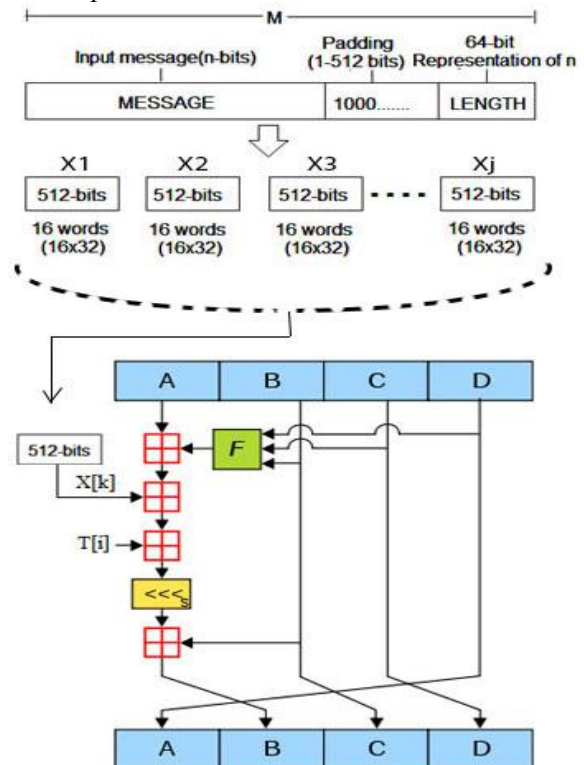 M
Input message(n-bits)
Padding
(1-512 bits)
64-bit
Representation of n
MESSAGE 1000....... LENGTH
X1 X2 X3 Xj
512-bits 512-bits 512-bits 512-bits
16 words 16 words 16 words 16 words
(16x32) (16x32) (16x32) (16x32)
A B C D
512-bits
F
X[k]
T[i]
<<<s
A B C D